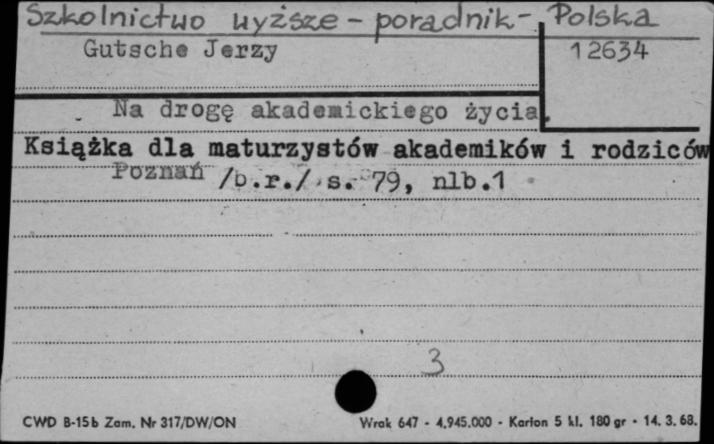 Szkolnictwo wyższe - poradnik - Polska
Gutsche Jerzy
12634
Na drogę akademickiego życia.
Książka dla maturzystów akademików i rodziców
Poznań /b.r./ s. 79, nlb.1
3
CWD B-15b Zam. Nr 317/DW/ON Wrak 647 - 4.945.000 - Karton 5 kl. 180 gr - 14. 3. 68.